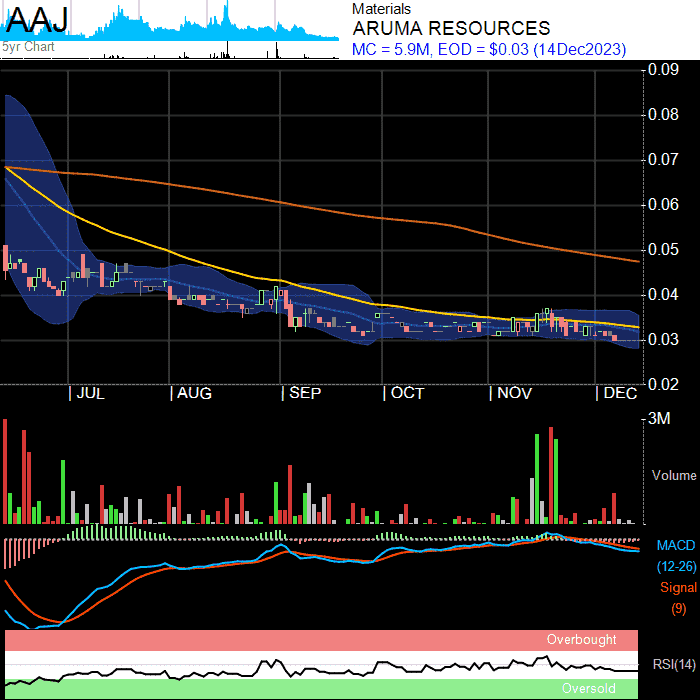 AAJ
5yr Chart
Materials
ARUMA RESOURCES
MC = 5.9M, EOD = $0.03 (14Dec2023)
0.09
0.08
0.07
0.06
0.05
0.04
0.03
0.02
JUL AUG SEP OCT NOV DEC
3M
Volume
MACD
(12-26)
Signal
(9)
Overbought
RSI(14)
Oversold